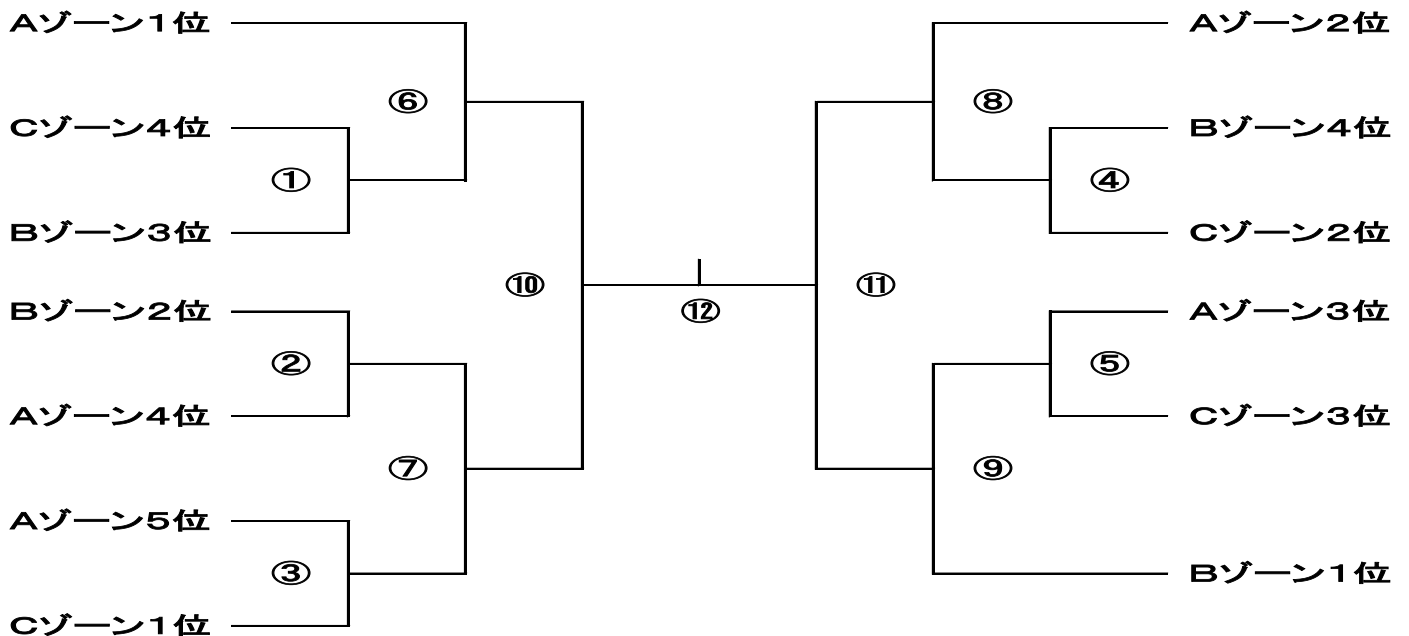 Aゾーン1位
Cゾーン4位
Bゾーン3位
Bゾーン2位
Aゾーン4位
Aゾーン5位
Cゾーン1位
①
②
③
⑥
⑦
⑩
⑫
⑪
⑧
⑨
④
⑤
Aゾーン2位
Bゾーン4位
Cゾーン2位
Aゾーン3位
Cゾーン3位
Bゾーン1位